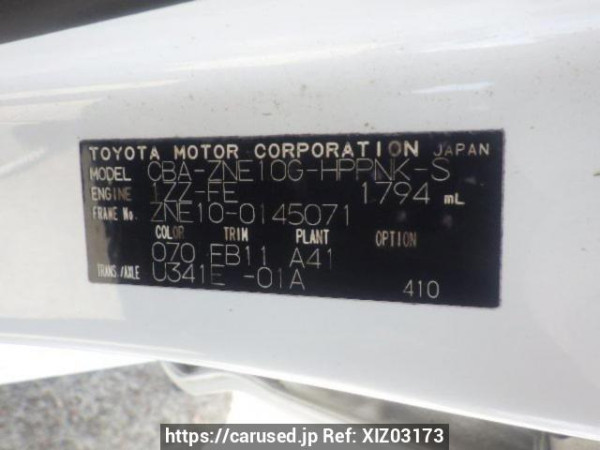 TOYOTA MOTOR CORPORATION JAPAN
MODEL CBA-ZNE10G-HPPNK-S
ENGINE 1ZZ-FE 1794 mL
FRAME No. ZNE10-0145071
COLOR TRIM PLANT OPTION
070 FB11 A41
TRANS./AXLE U341E -01A 410
https://carused.jp Ref: XIZ03173